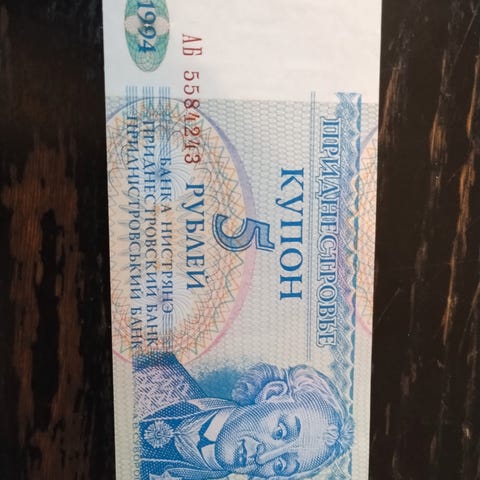 ПРИДНЕСТРОВЬЕ
КУПОН
5
РУБЛЕЙ
АБ 5584243
БАНКА НИСТРЯНЭ
ПРИДНЕСТРОВСКИЙ БАНК
ПРИДНІСТРОВСЬКИЙ БАНК
1994